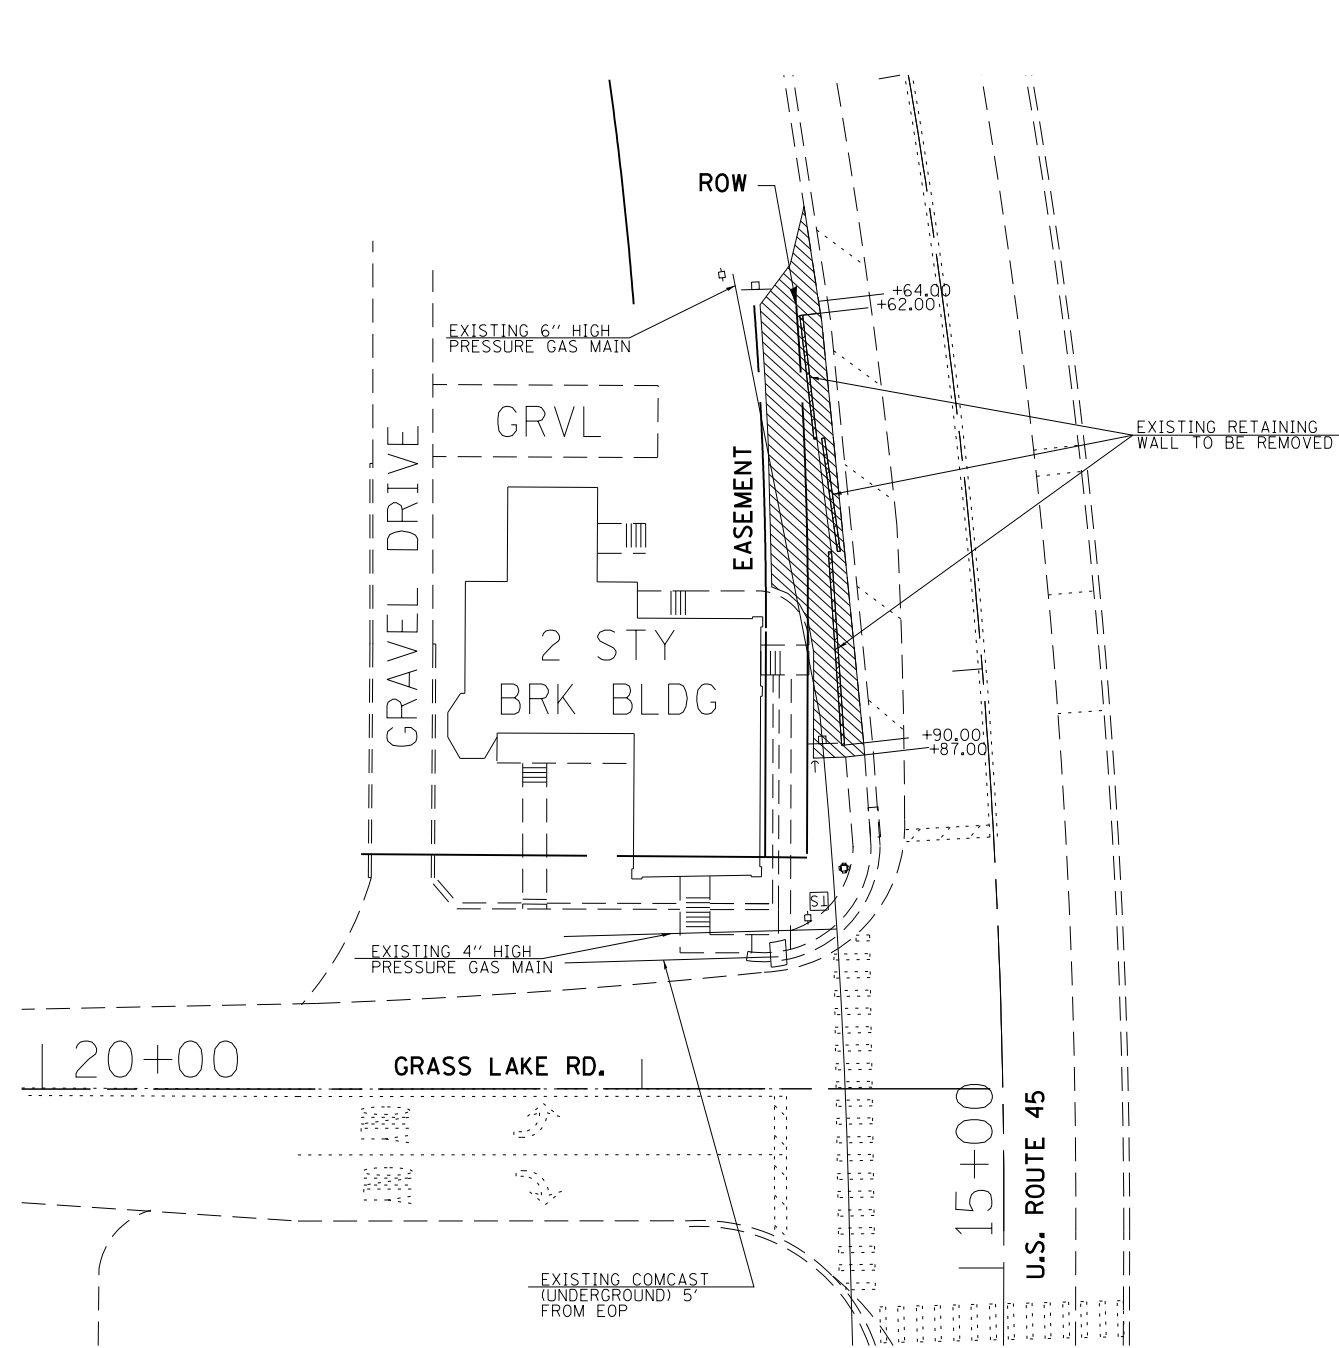 ROW
+64.00
+62.00
EXISTING 6'' HIGH
PRESSURE GAS MAIN
GRVL
EXISTING RETAINING
WALL TO BE REMOVED
EASEMENT
GRAVEL DRIVE
2 STY
BRK BLDG
+90.00
+87.00
ST
EXISTING 4'' HIGH
PRESSURE GAS MAIN
20+00
GRASS LAKE RD.
15+00
U.S. ROUTE 45
EXISTING COMCAST
(UNDERGROUND) 5'
FROM EOP